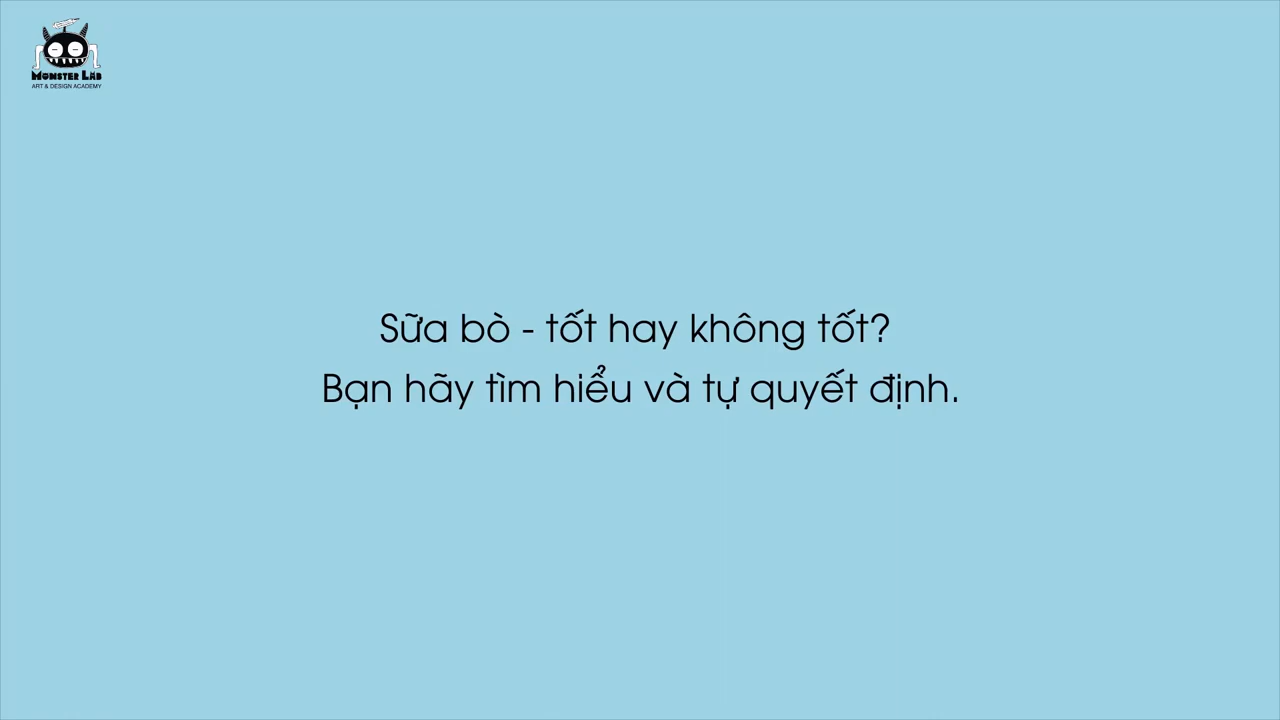 MONSTER LAB
ART & DESIGN ACADEMY
Sữa bò - tốt hay không tốt?
Bạn hãy tìm hiểu và tự quyết định.